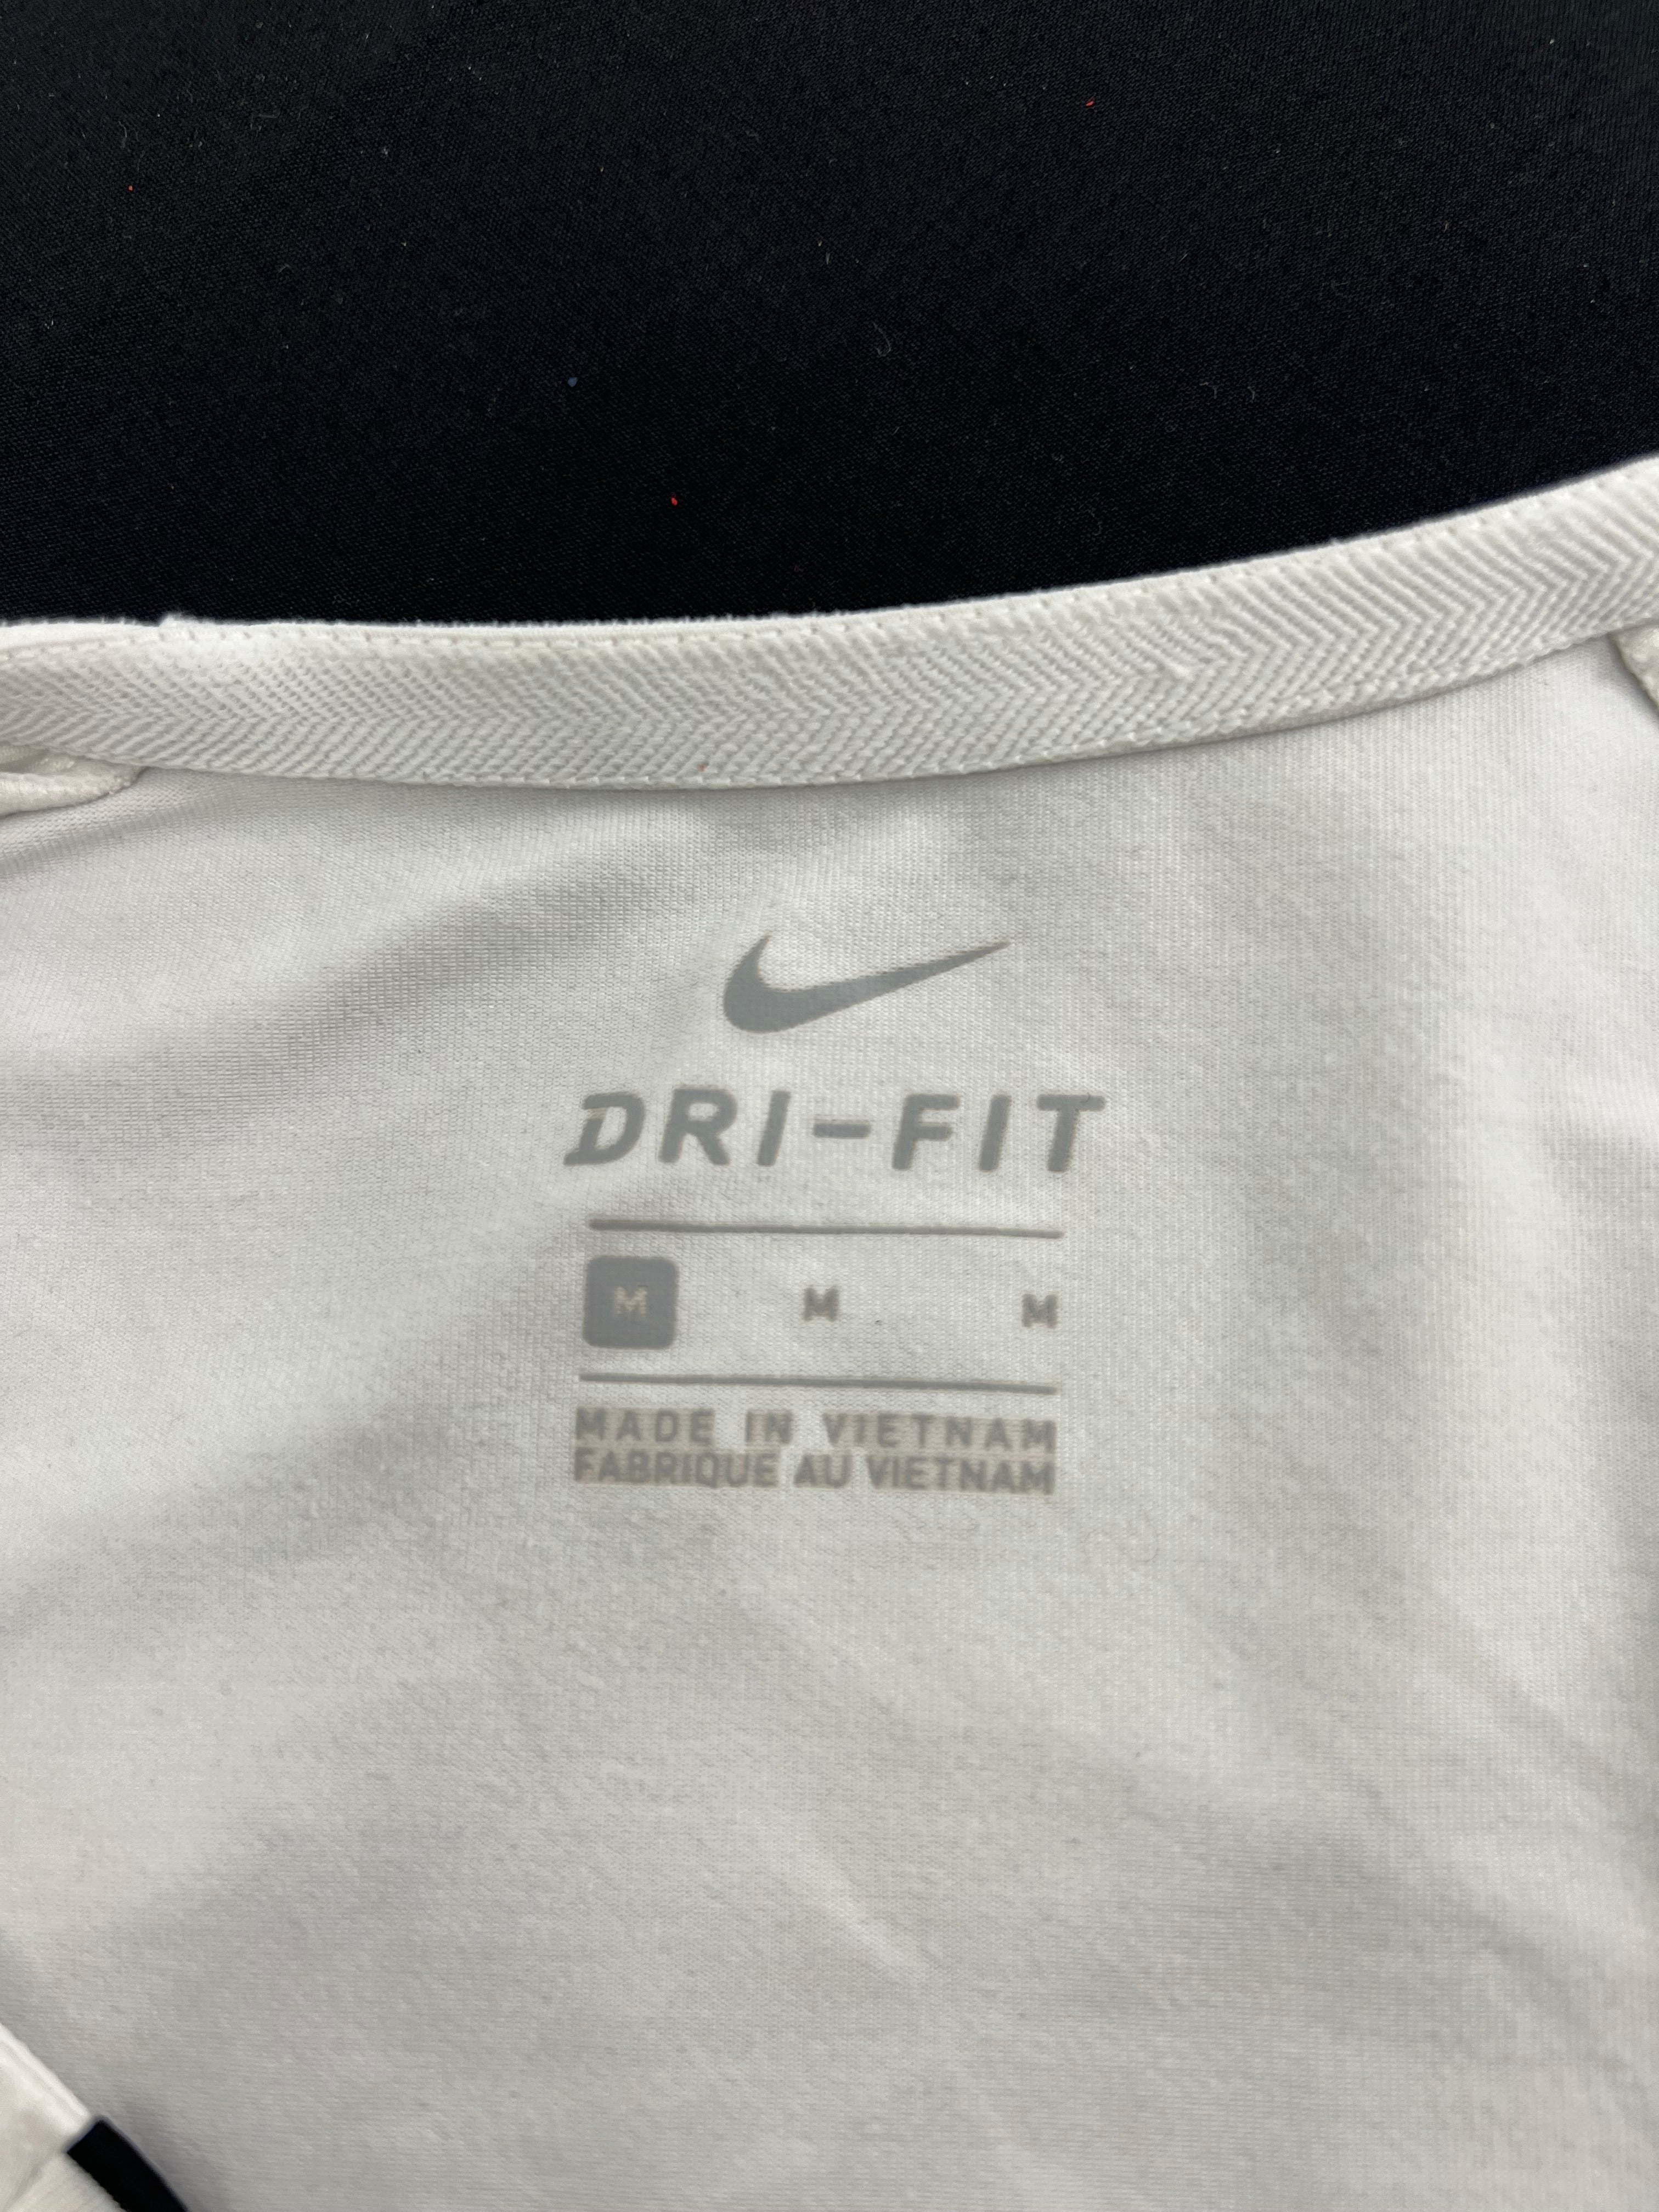 DRI-FIT
M M M
MADE IN VIETNAM
FABRIQUE AU VIETNAM